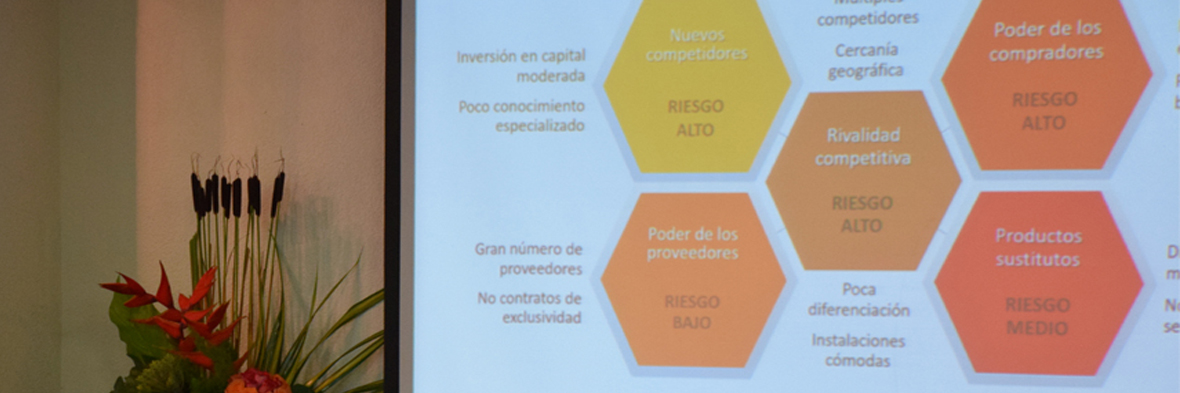 Inversión en capital
moderada
Poco conocimiento
especializado
Nuevos
competidores
RIESGO
ALTO
competidores
Cercanía
geográfica
Poder de los
compradores
RIESGO
ALTO
Rivalidad
competitiva
RIESGO
ALTO
Gran número de
proveedores
No contratos de
exclusividad
Poder de los
proveedores
RIESGO
BAJO
Poca
diferenciación
Instalaciones
cómodas
Productos
sustitutos
RIESGO
MEDIO